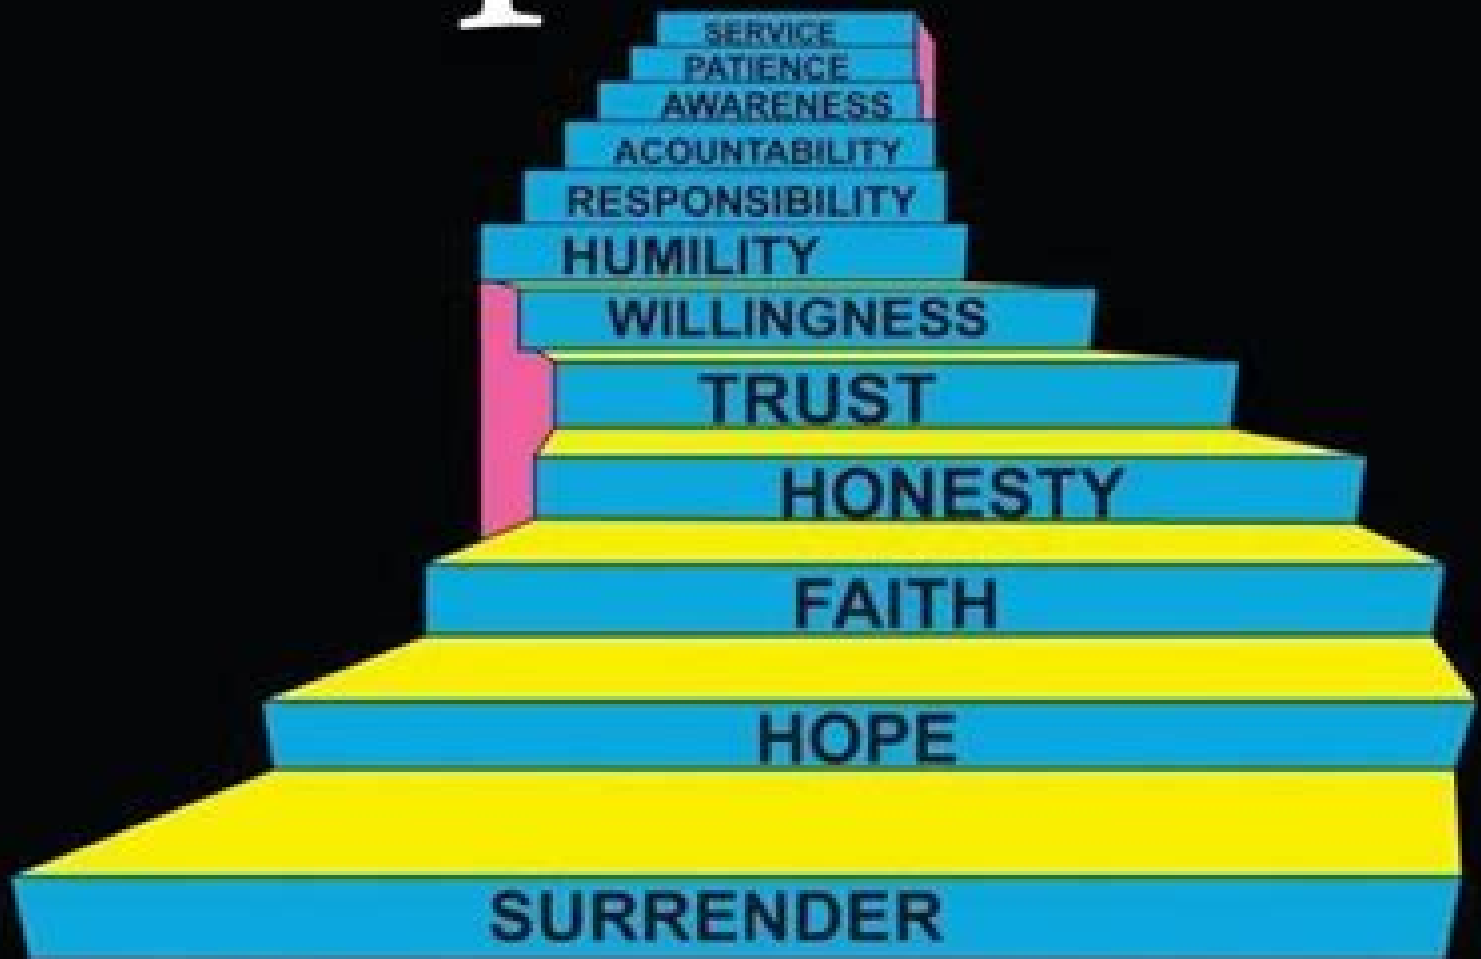 SERVICE
PATIENCE
AWARENESS
ACOUNTABILITY
RESPONSIBILITY
HUMILITY
WILLINGNESS
TRUST
HONESTY
FAITH
HOPE
SURRENDER